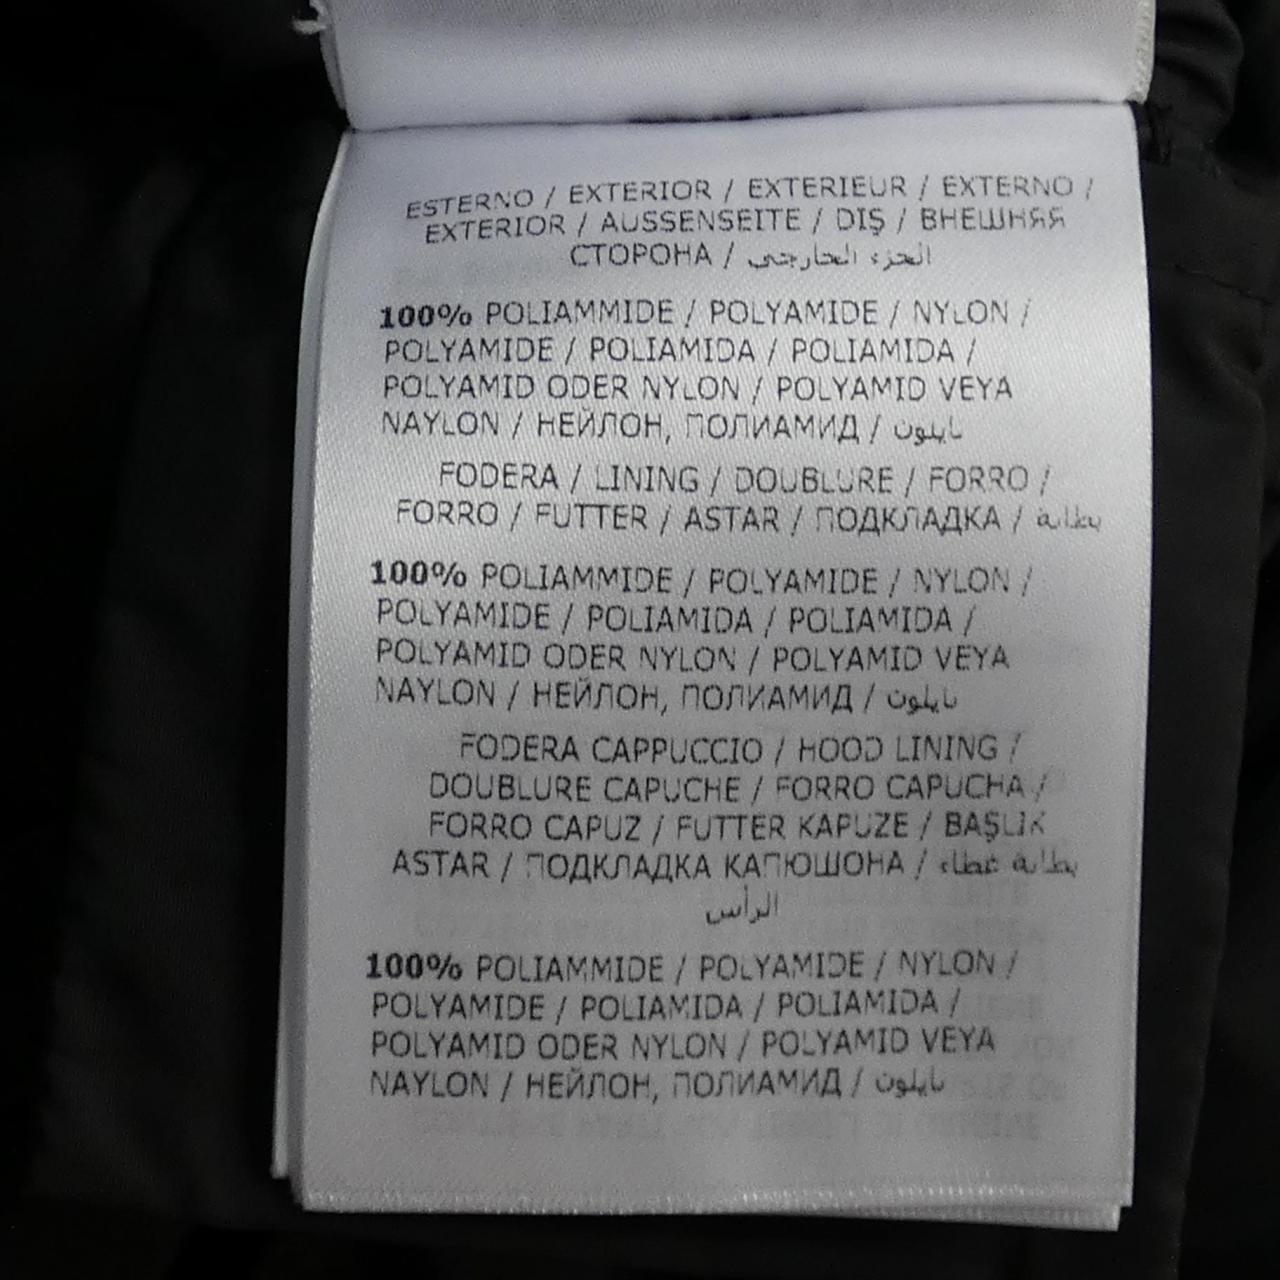 ESTERNO / EXTERIOR / EXTERIEUR / EXTERNO /
EXTERIOR / AUSSENSEITE / DIŞ / ВНЕШНЯЯ
СТОРОНА / الجزء الخارجي
100% POLIAMMIDE / POLYAMIDE / NYLON /
POLYAMIDE / POLIAMIDA / POLIAMIDA /
POLYAMID ODER NYLON / POLYAMID VEYA
NAYLON / НЕЙЛОН, ПОЛИАМИД / نايلون
FODERA / LINING / DOUBLURE / FORRO /
FORRO / FUTTER / ASTAR / ПОДКЛАДКА / بطانة
100% POLIAMMIDE / POLYAMIDE / NYLON /
POLYAMIDE / POLIAMIDA / POLIAMIDA /
POLYAMID ODER NYLON / POLYAMID VEYA
NAYLON / НЕЙЛОН, ПОЛИАМИД / نايلون
FODERA CAPPUCCIO / HOOD LINING /
DOUBLURE CAPUCHE / FORRO CAPUCHA /
FORRO CAPUZ / FUTTER KAPUZE / BAŞLIK
ASTAR / ПОДКЛАДКА КАПЮШОНА / بطانة غطاء
الرأس
100% POLIAMMIDE / POLYAMIDE / NYLON /
POLYAMIDE / POLIAMIDA / POLIAMIDA /
POLYAMID ODER NYLON / POLYAMID VEYA
NAYLON / НЕЙЛОН, ПОЛИАМИД / نايلون